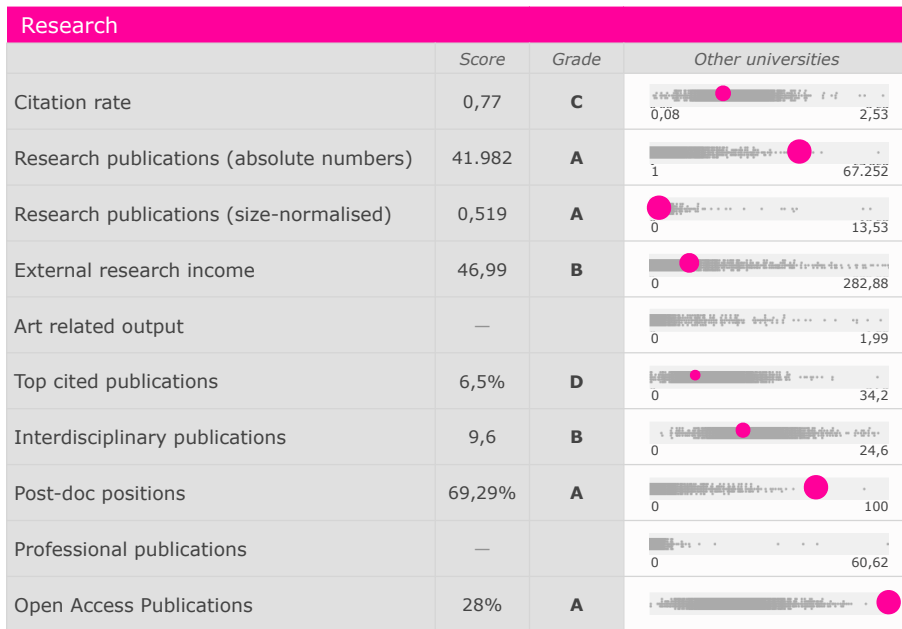 Research
Score Grade Other universities
Citation rate 0,77 C
0,08 2,53
Research publications (absolute numbers) 41.982 A
1 67.252
Research publications (size-normalised) 0,519 A
0 13,53
External research income 46,99 B
0 282,88
Art related output —
0 1,99
Top cited publications 6,5% D
0 34,2
Interdisciplinary publications 9,6 B
0 24,6
Post-doc positions 69,29% A
0 100
Professional publications —
0 60,62
Open Access Publications 28% A